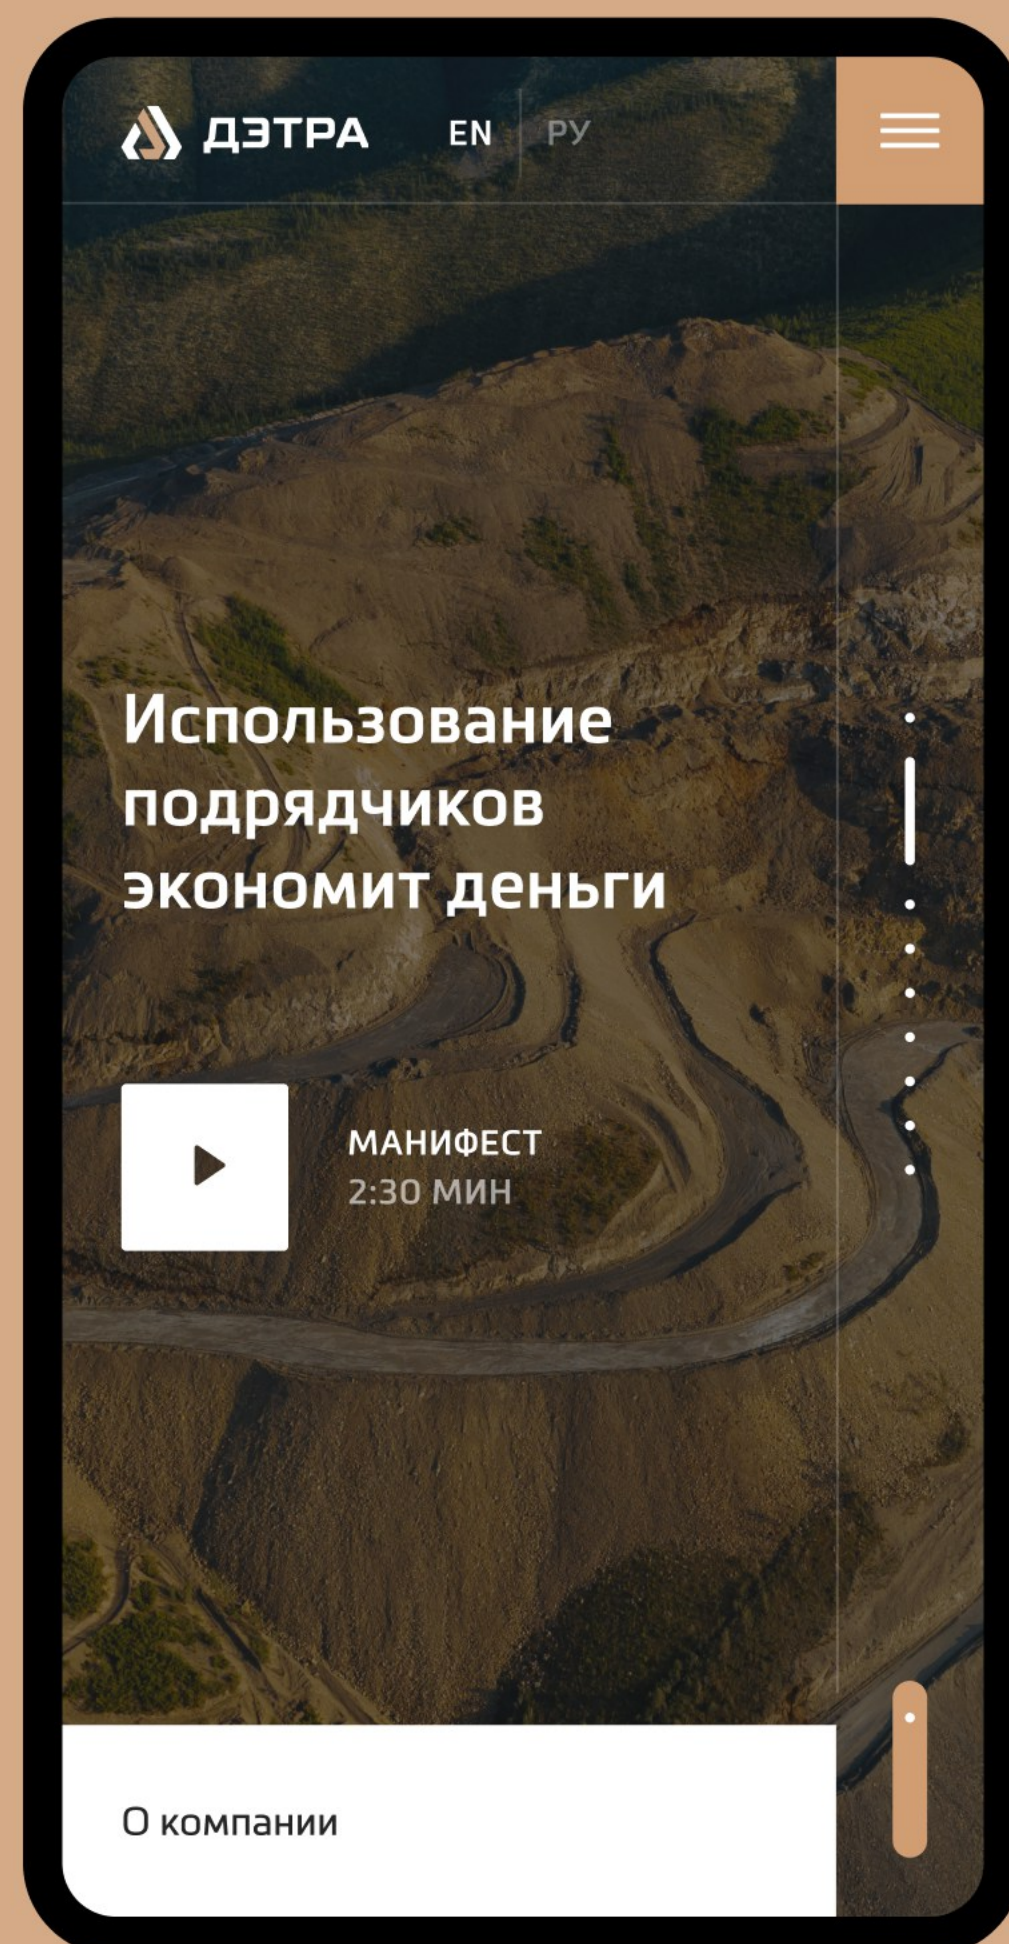 ДЭТРА
EN РУ
Использование
подрядчиков
экономит деньги
МАНИФЕСТ
2:30 МИН
О компании